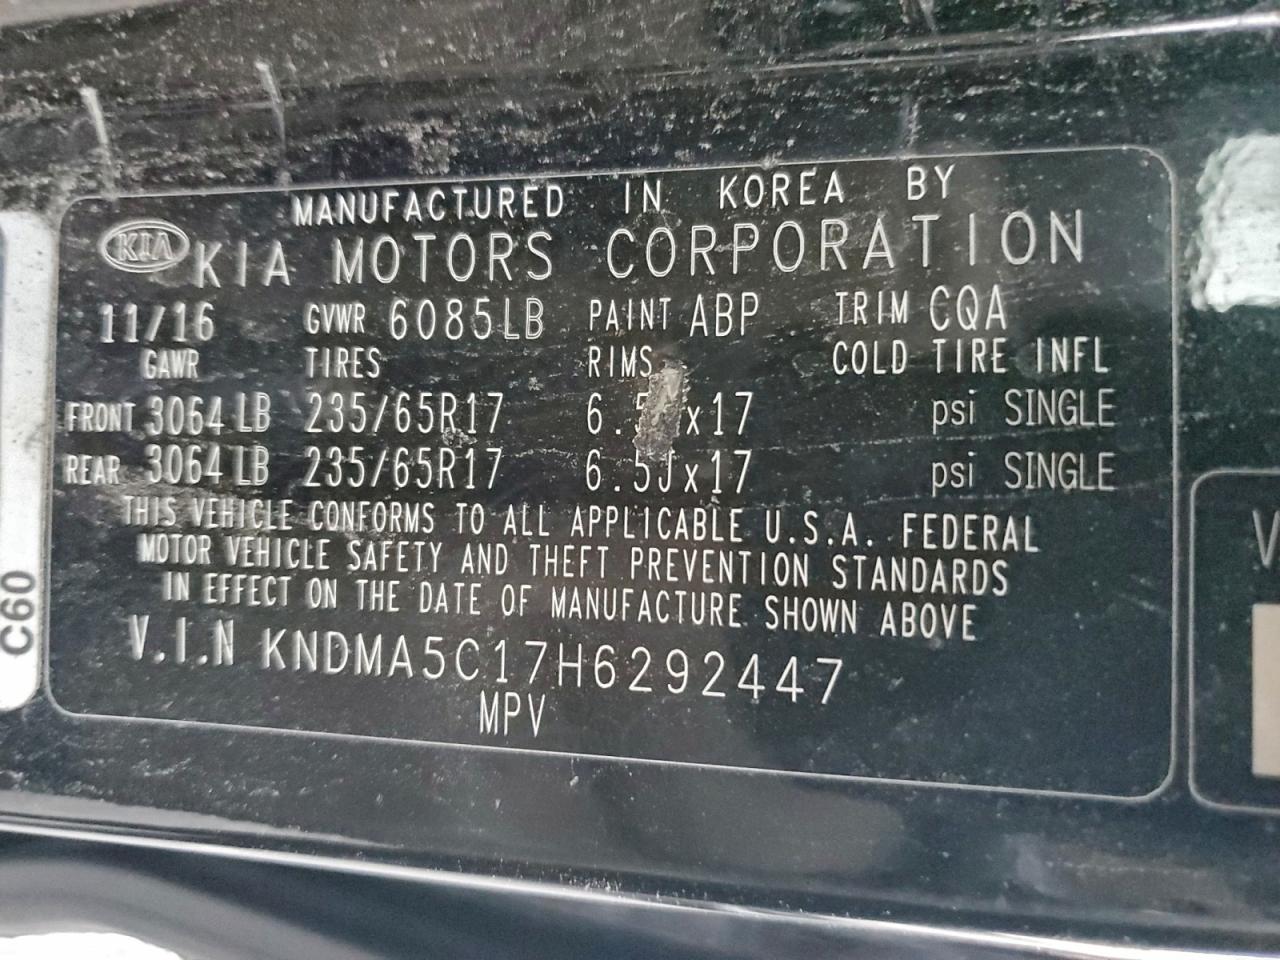 MANUFACTURED IN KOREA BY
KIA KIA MOTORS CORPORATION
11/16 GVWR 6085LB PAINT ABP TRIM CQA
GAWR TIRES RIMS COLD TIRE INFL
FRONT 3064 LB 235/65R17 x17 psi SINGLE
REAR 3064 LB 235/65R17 6.5Jx17 psi SINGLE
THIS VEHICLE CONFORMS TO ALL APPLICABLE U.S.A. FEDERAL
MOTOR VEHICLE SAFETY AND THEFT PREVENTION STANDARDS
IN EFFECT ON THE DATE OF MANUFACTURE SHOWN ABOVE
V.I.N KNDMA5C17H6292447
MPV
C60